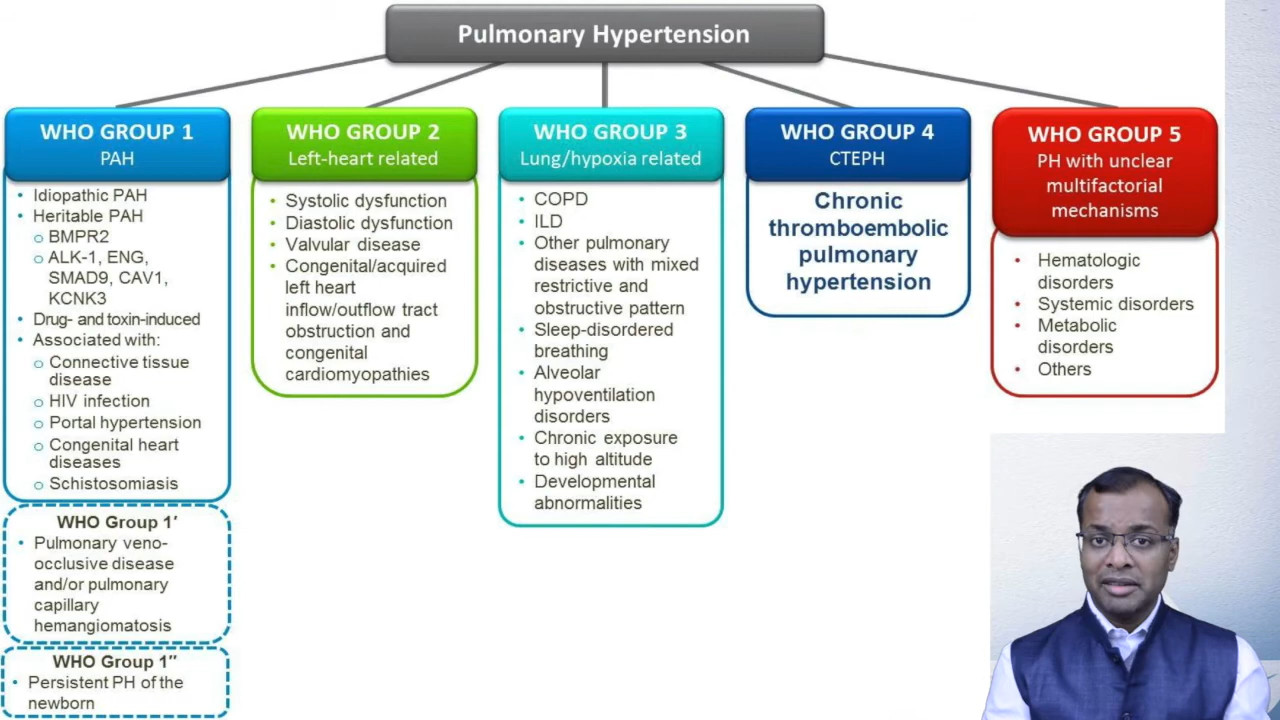 Pulmonary Hypertension
WHO GROUP 1
PAH
• Idiopathic PAH
• Heritable PAH
o BMPR2
o ALK-1, ENG,
SMAD9, CAV1,
KCNK3
• Drug- and toxin-induced
• Associated with:
o Connective tissue
disease
o HIV infection
o Portal hypertension
o Congenital heart
diseases
o Schistosomiasis
WHO Group 1′
• Pulmonary veno-
occlusive disease
and/or pulmonary
capillary
hemangiomatosis
WHO Group 1″
• Persistent PH of the
newborn
WHO GROUP 2
Left-heart related
• Systolic dysfunction
• Diastolic dysfunction
• Valvular disease
• Congenital/acquired
left heart
inflow/outflow tract
obstruction and
congenital
cardiomyopathies
WHO GROUP 3
Lung/hypoxia related
• COPD
• ILD
• Other pulmonary
diseases with mixed
restrictive and
obstructive pattern
• Sleep-disordered
breathing
• Alveolar
hypoventilation
disorders
• Chronic exposure
to high altitude
• Developmental
abnormalities
WHO GROUP 4
CTEPH
Chronic
thromboembolic
pulmonary
hypertension
WHO GROUP 5
PH with unclear
multifactorial
mechanisms
• Hematologic
disorders
• Systemic disorders
• Metabolic
disorders
• Others